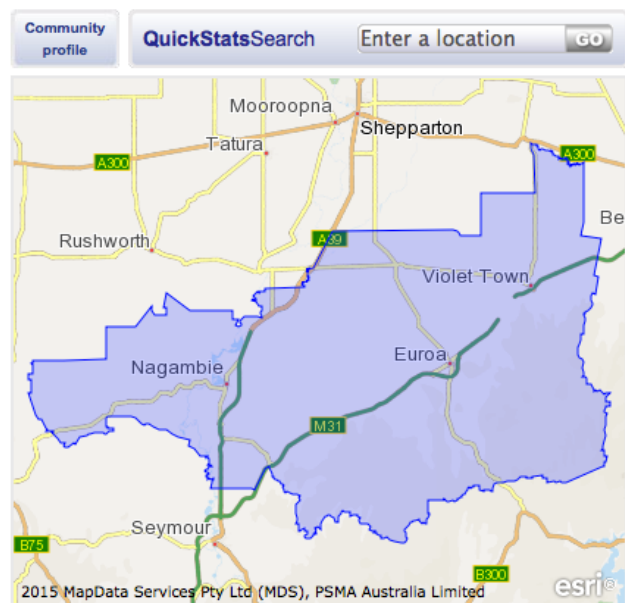 Community
profile
QuickStatsSearch
Enter a location
GO
Mooroopna
Shepparton
Tatura
A300
A300
Rushworth
A39
Be
Violet Town
Nagambie
Euroa
M31
Seymour
B75
B300
2015 MapData Services Pty Ltd (MDS), PSMA Australia Limited
esri